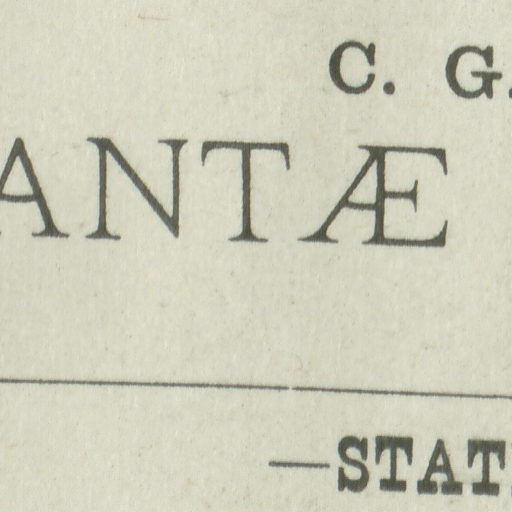 C. G.
ANTÆ
—STAT